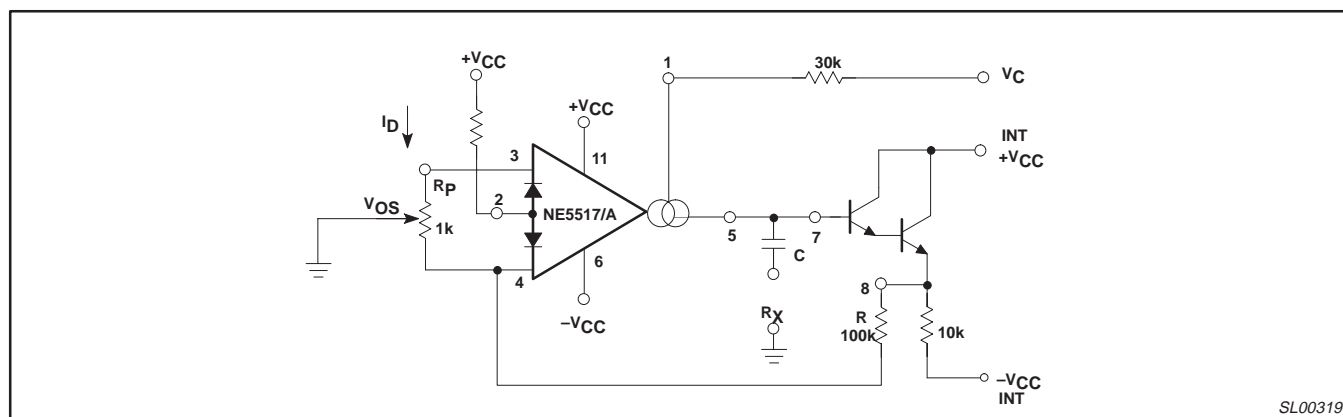 1
30k
VC
+VCC
ID
+VCC
INT
+VCC
3
11
RP
VOS
2
NE5517/A
1k
5
7
C
6
4
8
–VCC
RX
R
100k
10k
–VCC
INT
SL00319